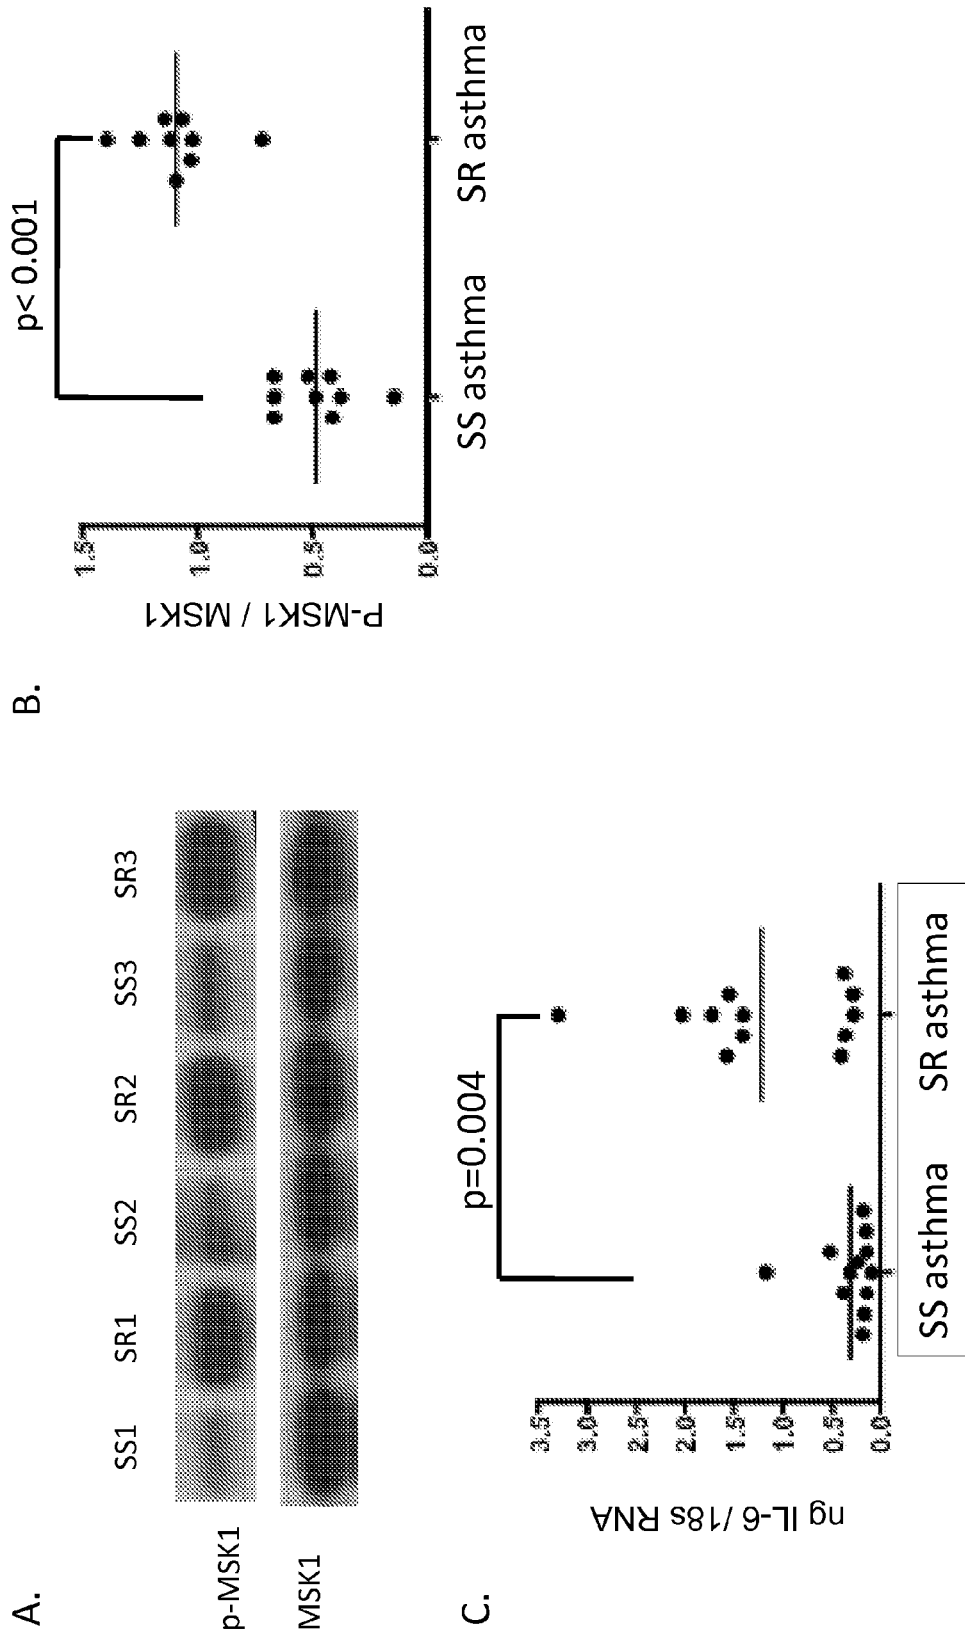 A.
SS1 SR1 SS2 SR2 SS3 SR3
p-MSK1
MSK1
B.
p< 0.001
P-MSK1 / MSK1
1.5
1.0
0.5
0.0
SS asthma SR asthma
C.
p=0.004
ng IL-6 /18s RNA
3.5
3.0
2.5
2.0
1.5
1.0
0.5
0.0
SS asthma SR asthma